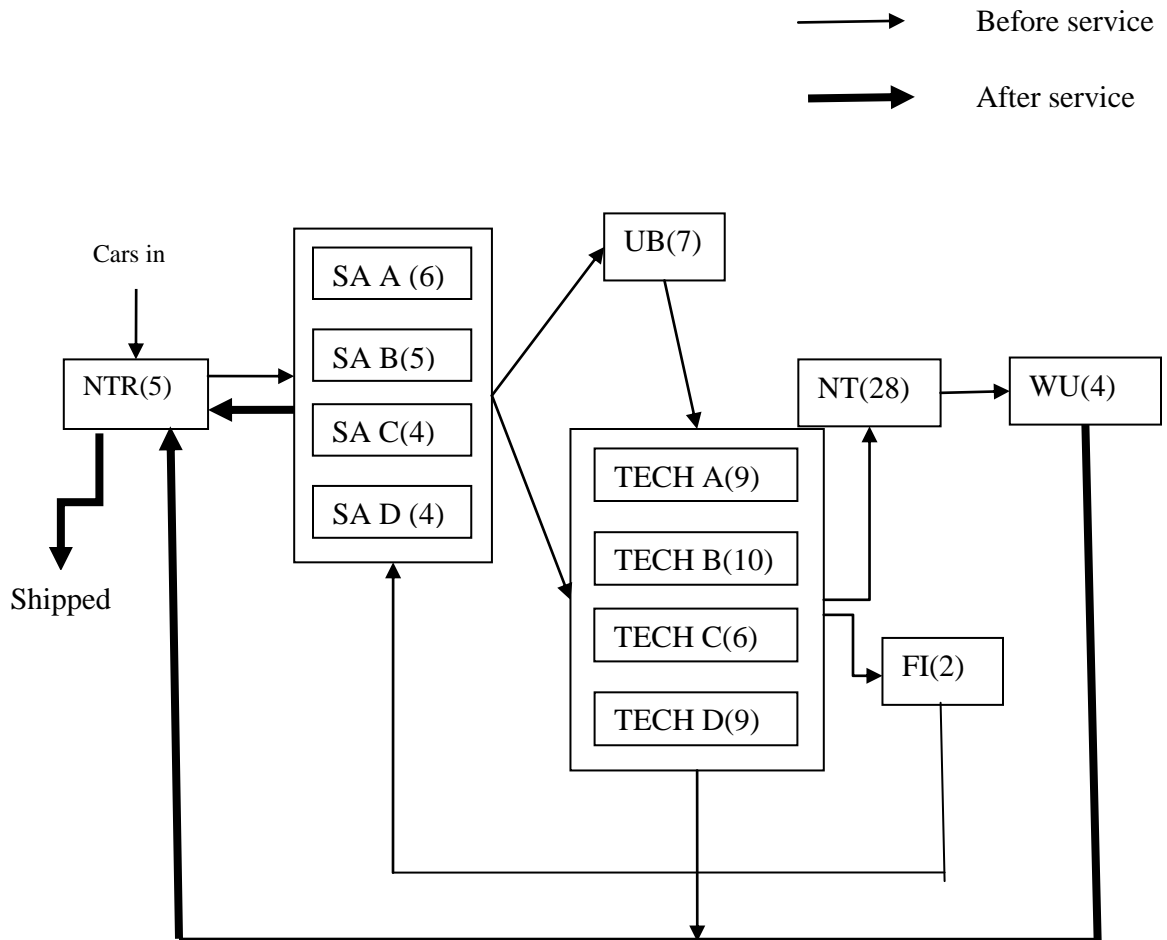 Before service
After service
Cars in
NTR(5)
Shipped
SA A (6)
SA B(5)
SA C(4)
SA D (4)
UB(7)
TECH A(9)
TECH B(10)
TECH C(6)
TECH D(9)
NT(28)
WU(4)
FI(2)